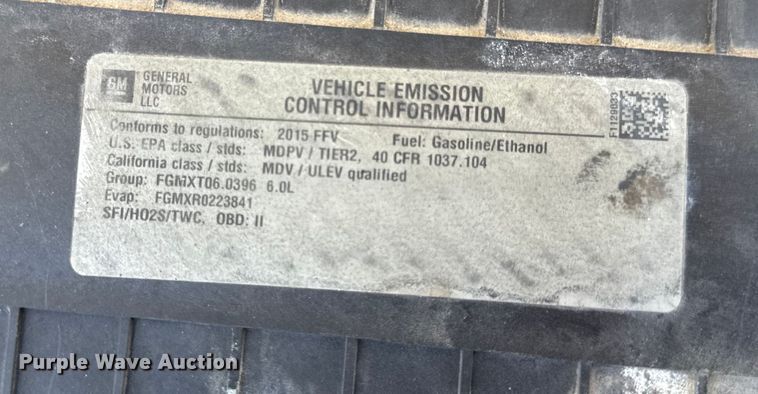 GM
GENERAL
MOTORS
LLC
VEHICLE EMISSION
CONTROL INFORMATION
Conforms to regulations: 2015 FFV Fuel: Gasoline/Ethanol
U.S. EPA class / stds: MDPV / TIER2, 40 CFR 1037.104
California class / stds: MDV / ULEV qualified
Group: FGMXT06.0396 6.0L
Evap: FGMXR0223841
SFI/HO2S/TWC, OBD: II
Purple Wave Auction